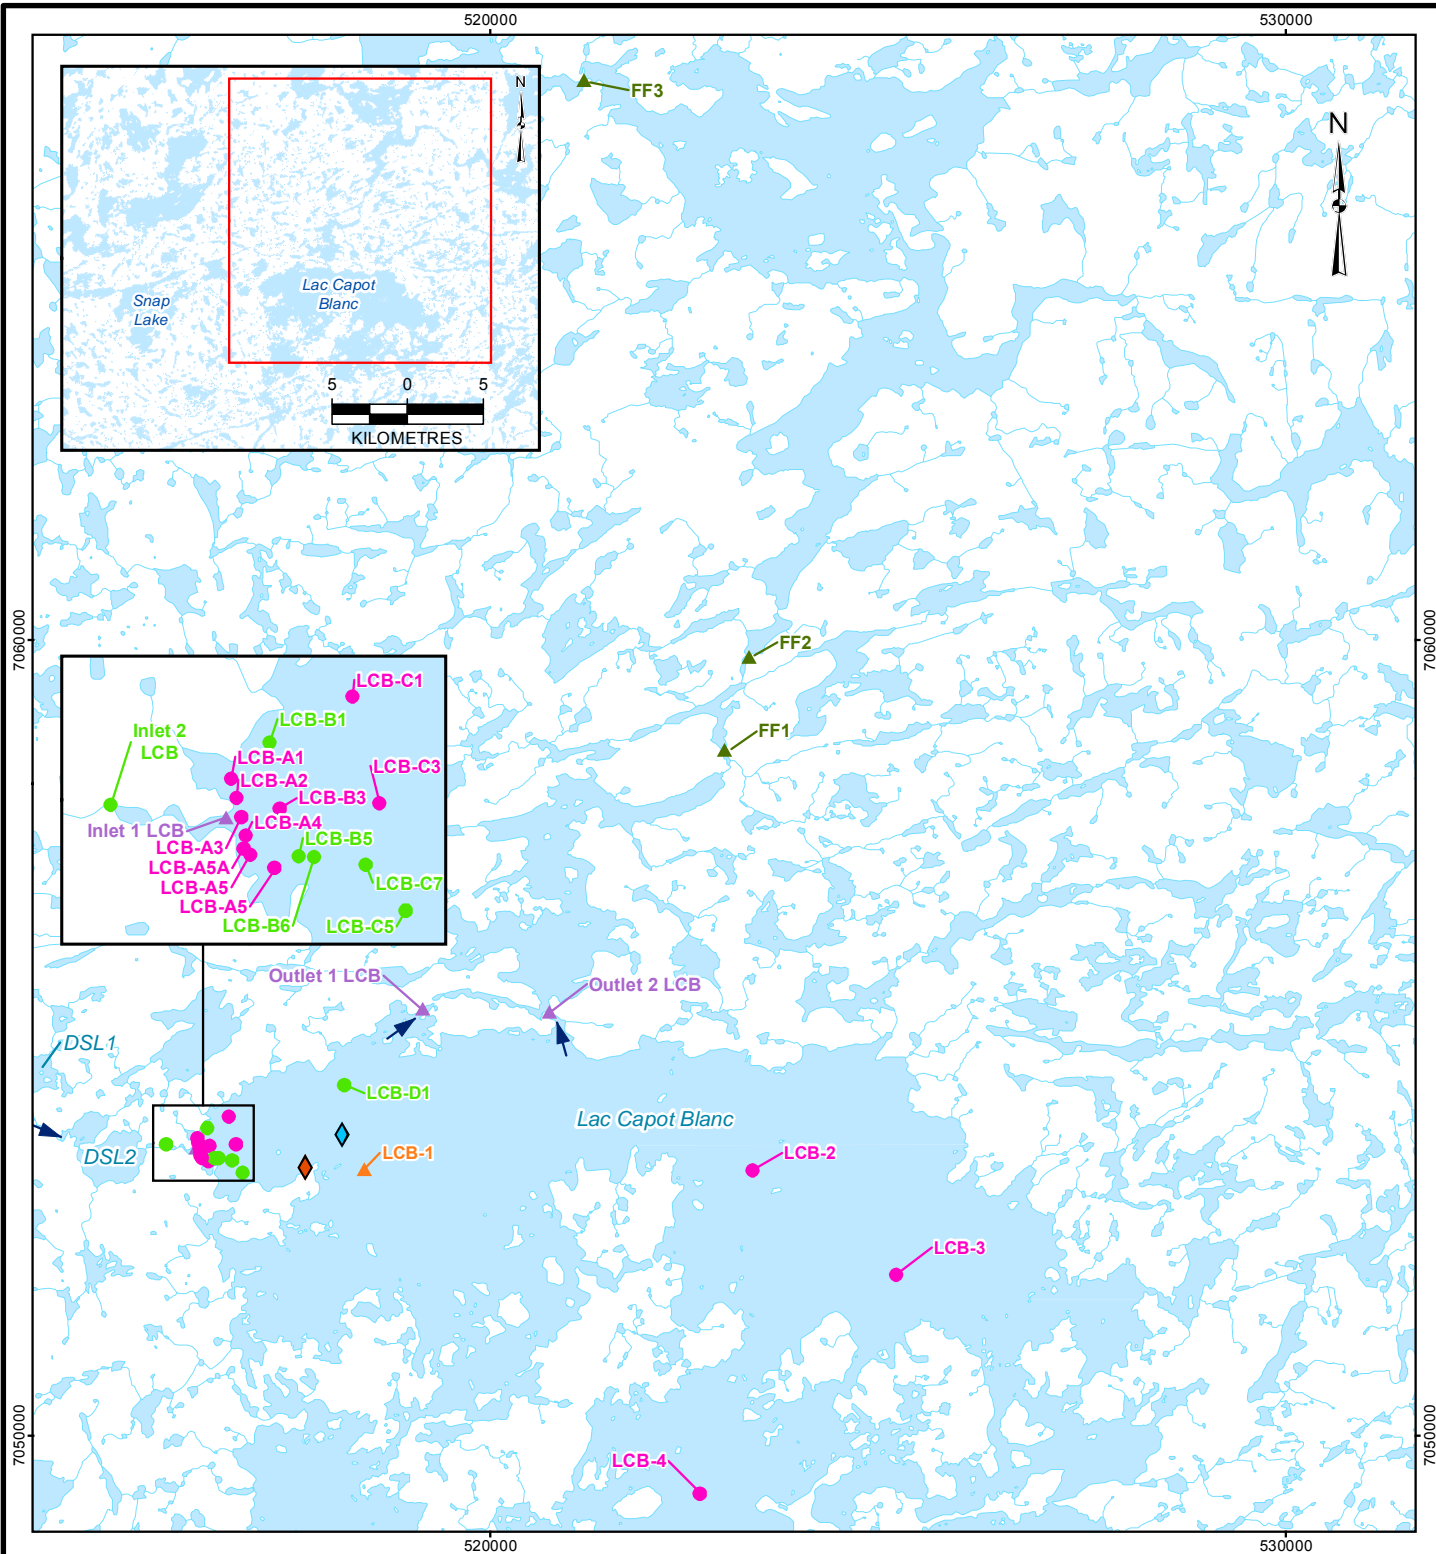 520000
530000
FF3
N
N
Lac Capot
Blanc
Snap
Lake
5 0 5
KILOMETRES
7060000
7060000
FF2
FF1
LCB-C1
LCB-B1
Inlet 2
LCB
LCB-A1
LCB-C3
LCB-A2
LCB-B3
LCB-A4
Inlet 1 LCB
LCB-B5
LCB-A3
LCB-A5A
LCB-C7
LCB-A5
LCB-A5
LCB-B6
LCB-C5
Outlet 1 LCB
Outlet 2 LCB
DSL1
LCB-D1
Lac Capot Blanc
DSL2
LCB-1
LCB-2
LCB-3
7050000
7050000
LCB-4
520000
530000